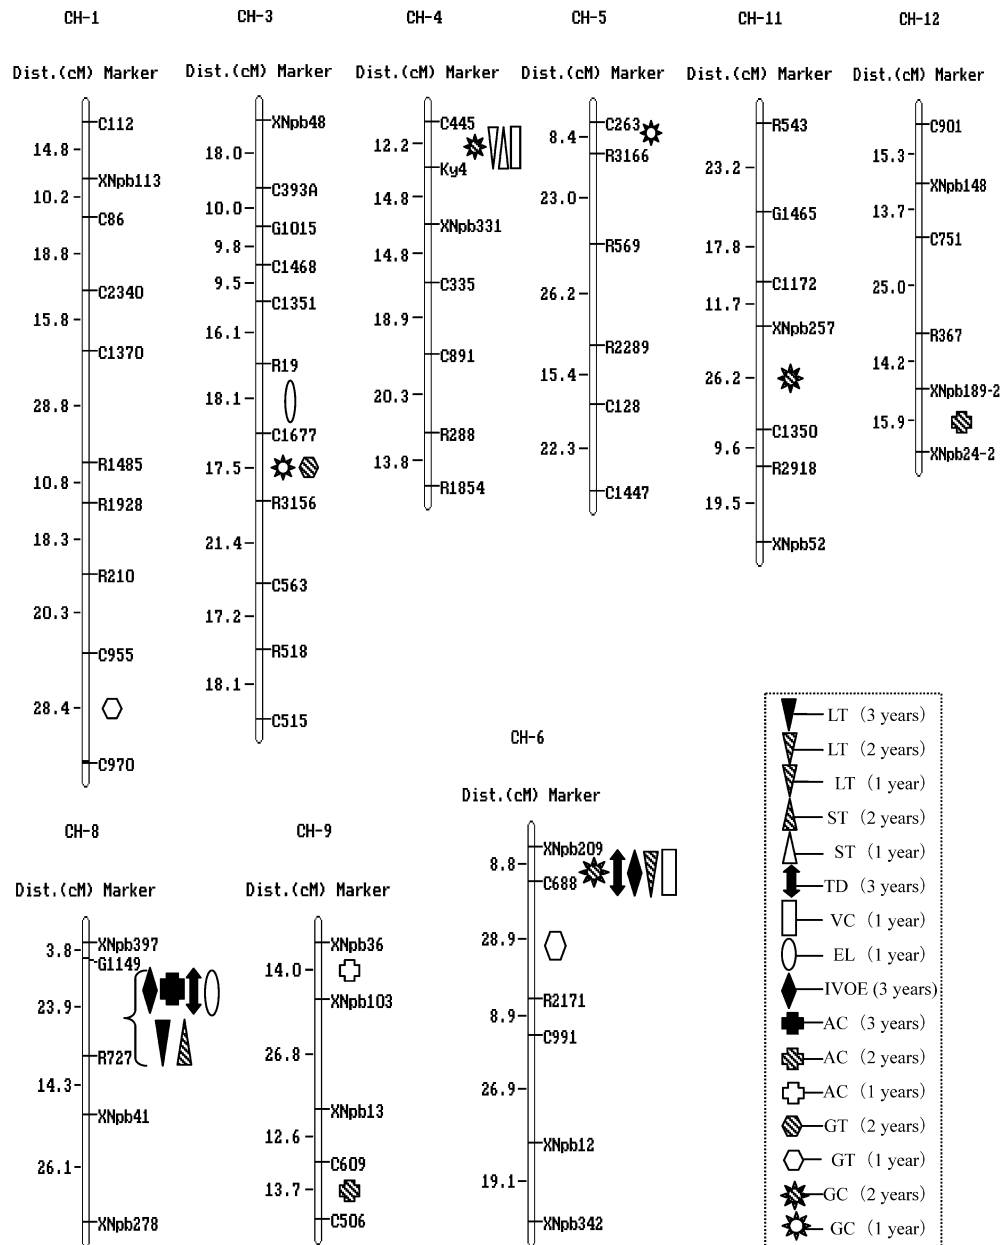 CH-1
Dist.(cM) Marker
C112
14.8
XNpb113
10.2
C86
18.8
C2340
15.8
C1370
28.8
R1485
10.8
R1928
18.3
R210
20.3
C955
28.4
C970
CH-3
Dist.(cM) Marker
XNpb48
18.0
C393A
10.0
G1015
9.8
C1468
9.5
C1351
16.1
R19
18.1
C1677
17.5
R3156
21.4
C563
17.2
R518
18.1
C515
CH-4
Dist.(cM) Marker
C445
12.2
Ky4
14.8
XNpb331
14.8
C335
18.9
C891
20.3
R288
13.8
R1854
CH-5
Dist.(cM) Marker
C263
8.4
R3166
23.0
R569
26.2
R2289
15.4
C128
22.3
C1447
CH-11
Dist.(cM) Marker
R543
23.2
G1465
17.8
C1172
11.7
XNpb257
26.2
C1350
9.6
R2918
19.5
XNpb52
CH-12
Dist.(cM) Marker
C901
15.3
XNpb148
13.7
C751
25.0
R367
14.2
XNpb189-2
15.9
XNpb24-2
CH-8
Dist.(cM) Marker
XNpb397
3.8
G1149
23.9
R727
14.3
XNpb41
26.1
XNpb278
CH-9
Dist.(cM) Marker
XNpb36
14.0
XNpb103
26.8
XNpb13
12.6
C609
13.7
C506
CH-6
Dist.(cM) Marker
XNpb209
8.8
C688
28.9
R2171
8.9
C991
26.9
XNpb12
19.1
XNpb342
LT (3 years)
LT (2 years)
LT (1 year)
ST (2 years)
ST (1 year)
TD (3 years)
VC (1 year)
EL (1 year)
IVOE (3 years)
AC (3 years)
AC (2 years)
AC (1 years)
GT (2 years)
GT (1 year)
GC (2 years)
GC (1 year)